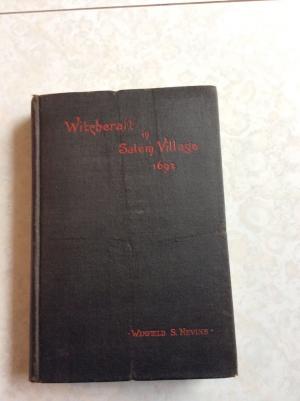 Witchcraft
in
Salem Village
1692
- Winfield S. Nevins -